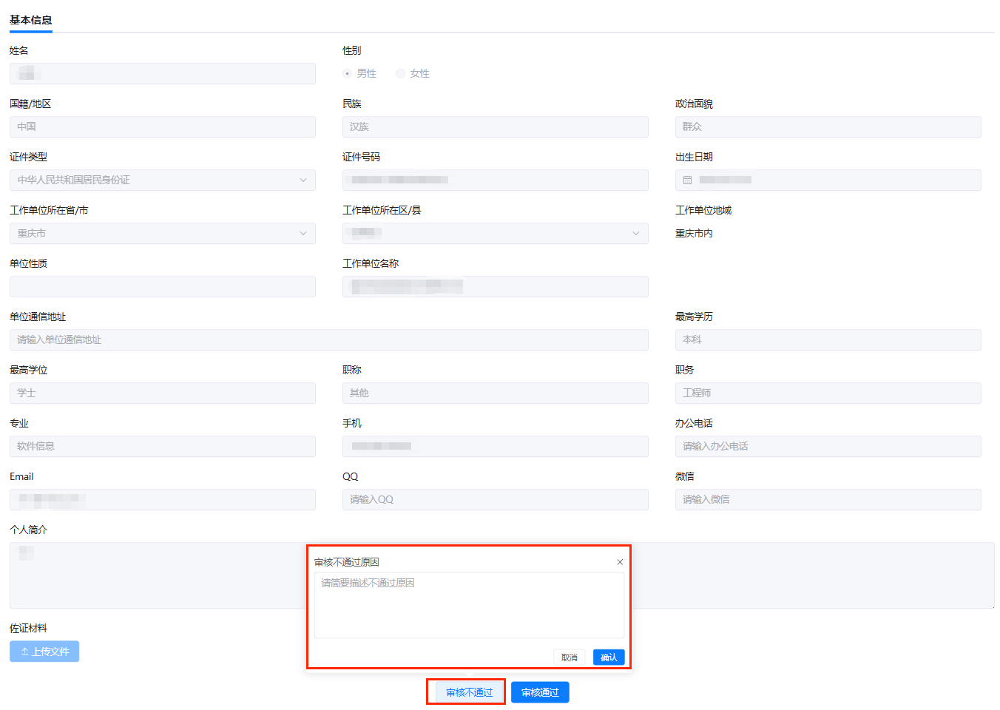 基本信息
姓名
性别
男性 女性
国籍/地区
民族
政治面貌
中国
汉族
群众
证件类型
证件号码
出生日期
中华人民共和国居民身份证
工作单位所在省/市
工作单位所在区/县
工作单位地域
重庆市
重庆市内
单位性质
工作单位名称
单位通信地址
最高学历
请输入单位通信地址
本科
最高学位
职称
职务
学士
其他
工程师
专业
手机
办公电话
软件信息
请输入办公电话
Email
QQ
微信
请输入QQ
请输入微信
个人简介
审核不通过原因
请简要描述不通过原因
取消 确认
佐证材料
上传文件
审核不通过 审核通过